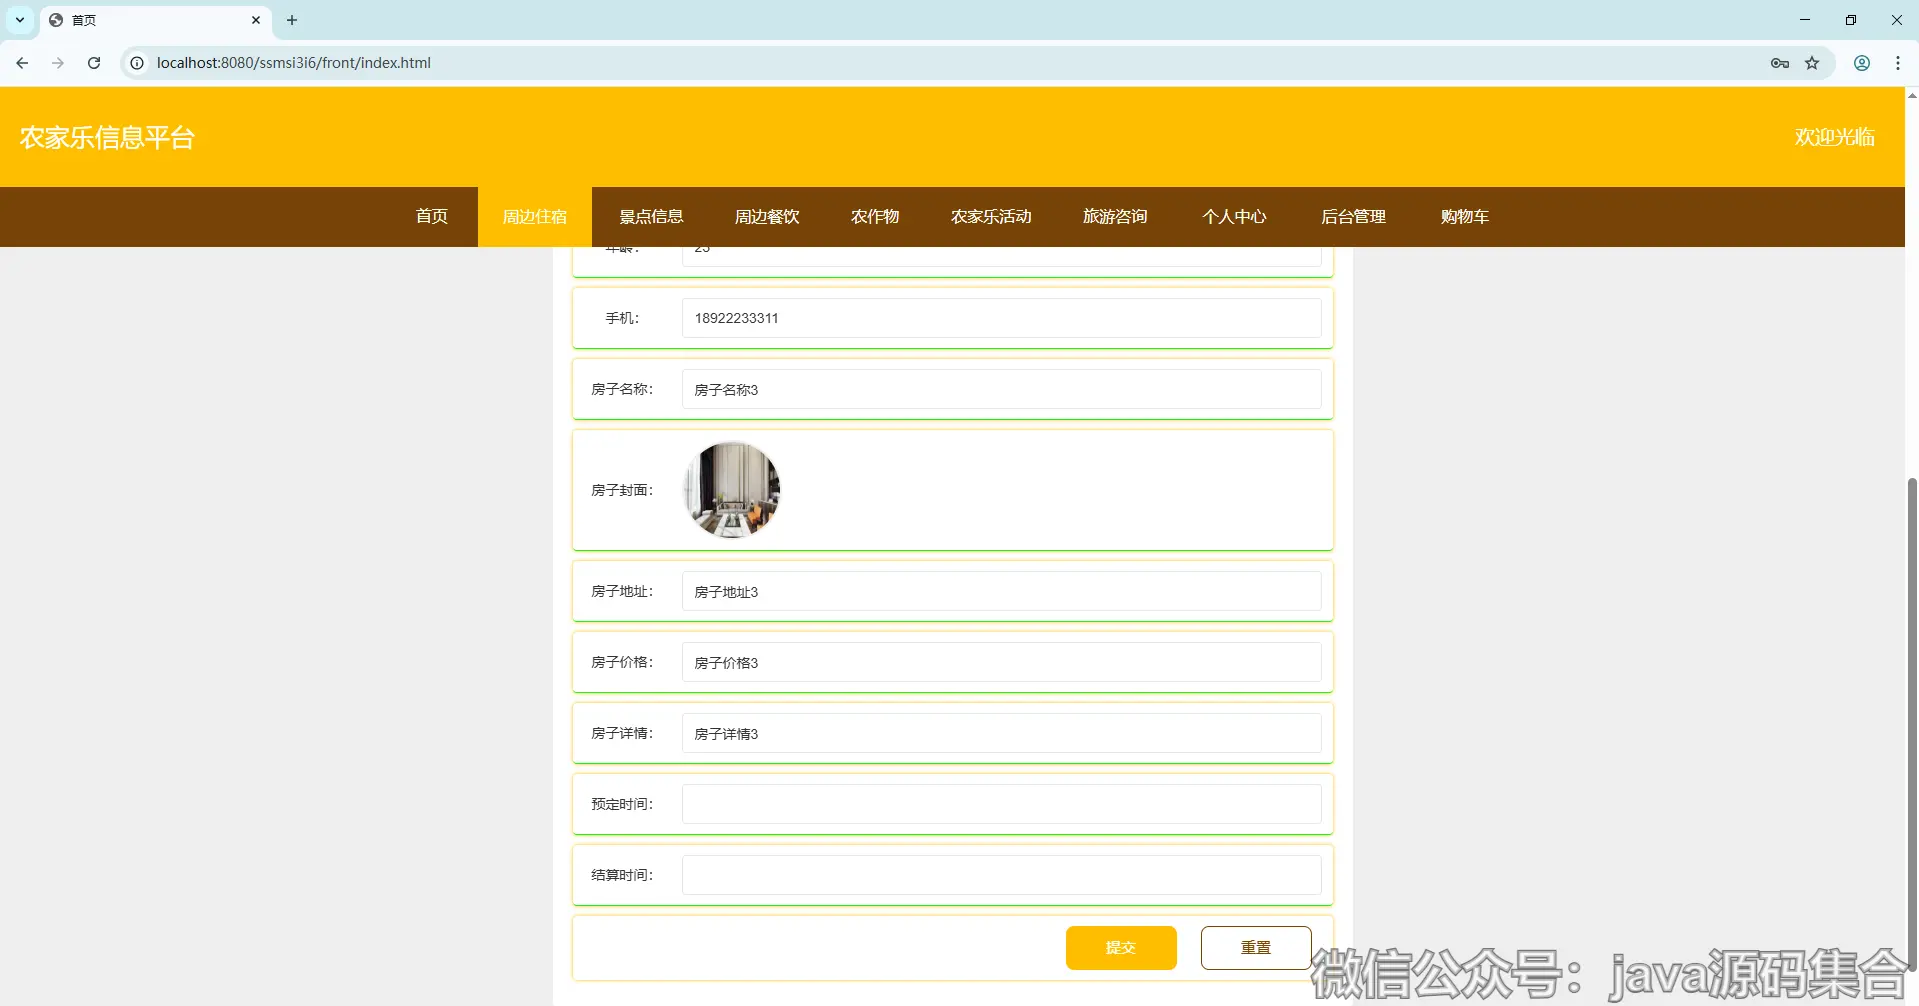 首页
localhost:8080/ssmsi3i6/front/index.html
农家乐信息平台
欢迎光临
首页 周边住宿 景点信息 周边餐饮 农作物 农家乐活动 旅游咨询 个人中心 后台管理 购物车
年龄: 25
手机: 18922233311
房子名称: 房子名称3
房子封面:
房子地址: 房子地址3
房子价格: 房子价格3
房子详情: 房子详情3
预定时间:
结算时间:
提交 重置
微信公众号：java源码集合